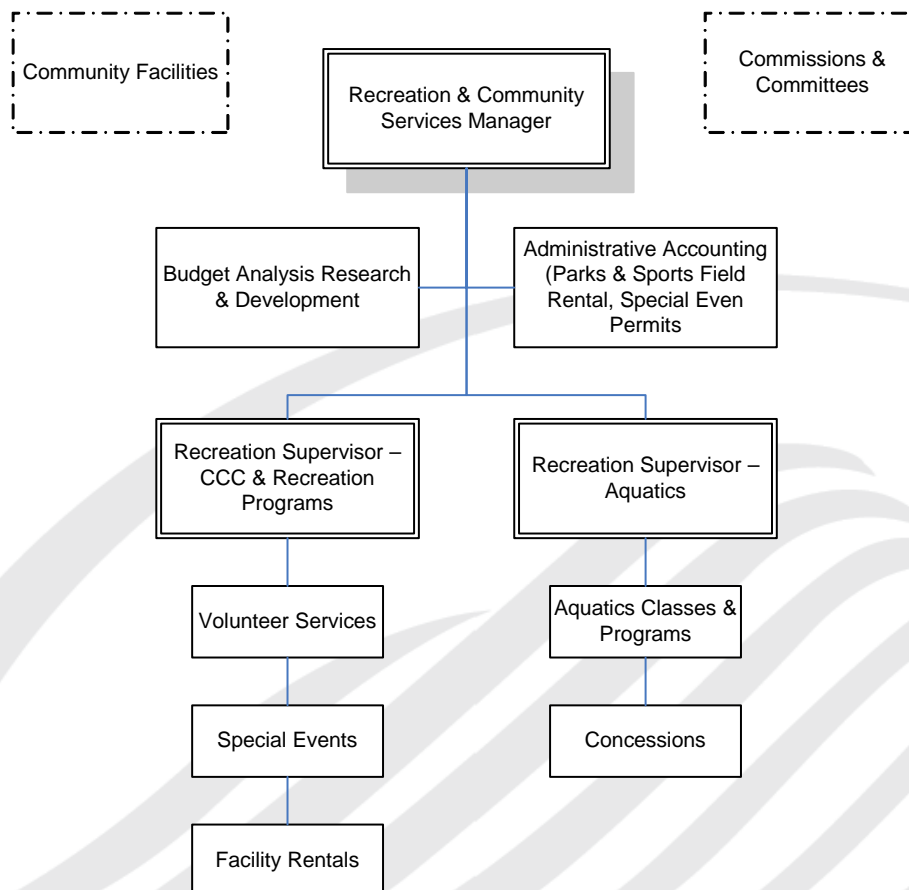 Community Facilities
Commissions &
Committees
Recreation & Community
Services Manager
Budget Analysis Research
& Development
Administrative Accounting
(Parks & Sports Field
Rental, Special Even
Permits
Recreation Supervisor –
CCC & Recreation
Programs
Recreation Supervisor –
Aquatics
Volunteer Services
Aquatics Classes &
Programs
Special Events
Concessions
Facility Rentals